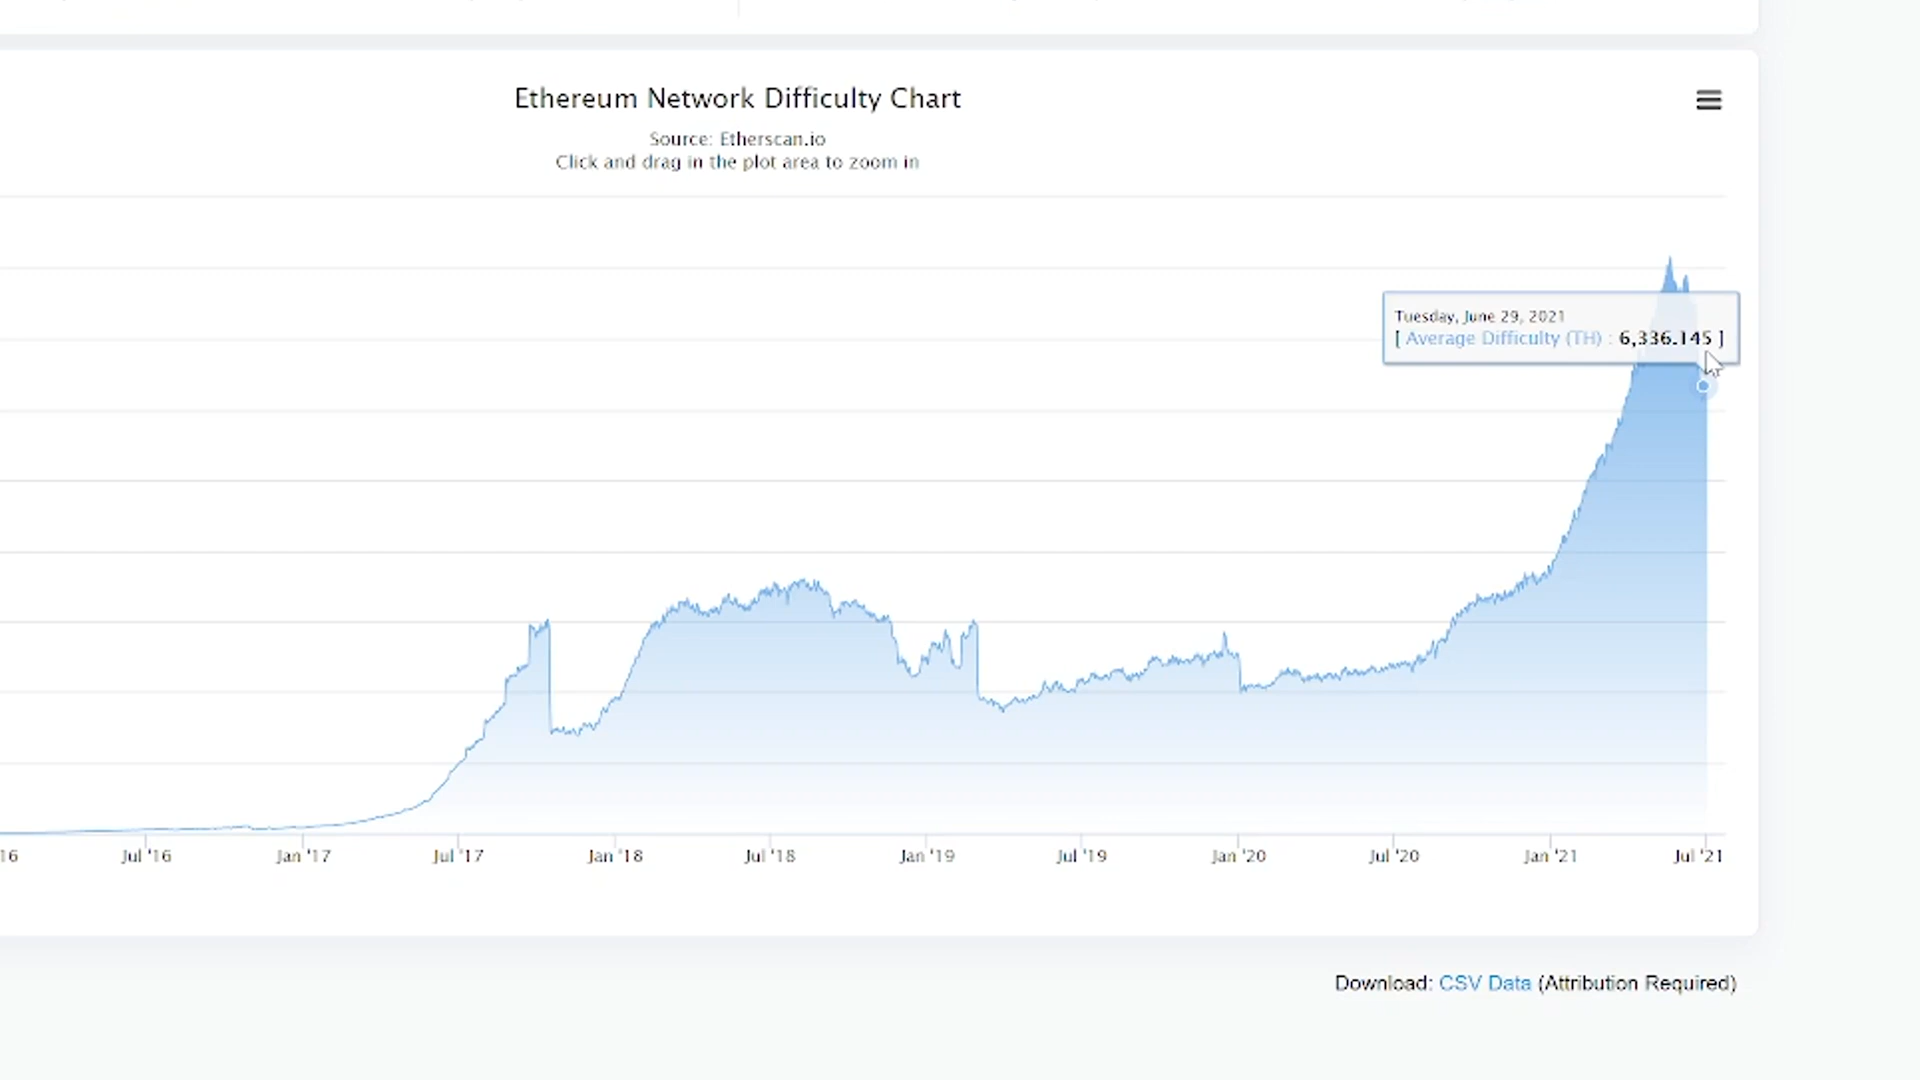 Ethereum Network Difficulty Chart
Source: Etherscan.io
Click and drag in the plot area to zoom in
Tuesday, June 29, 2021
[ Average Difficulty (TH) : 6,336.145 ]
16 Jul '16 Jan '17 Jul '17 Jan '18 Jul '18 Jan '19 Jul '19 Jan '20 Jul '20 Jan '21 Jul '21
Download: CSV Data (Attribution Required)